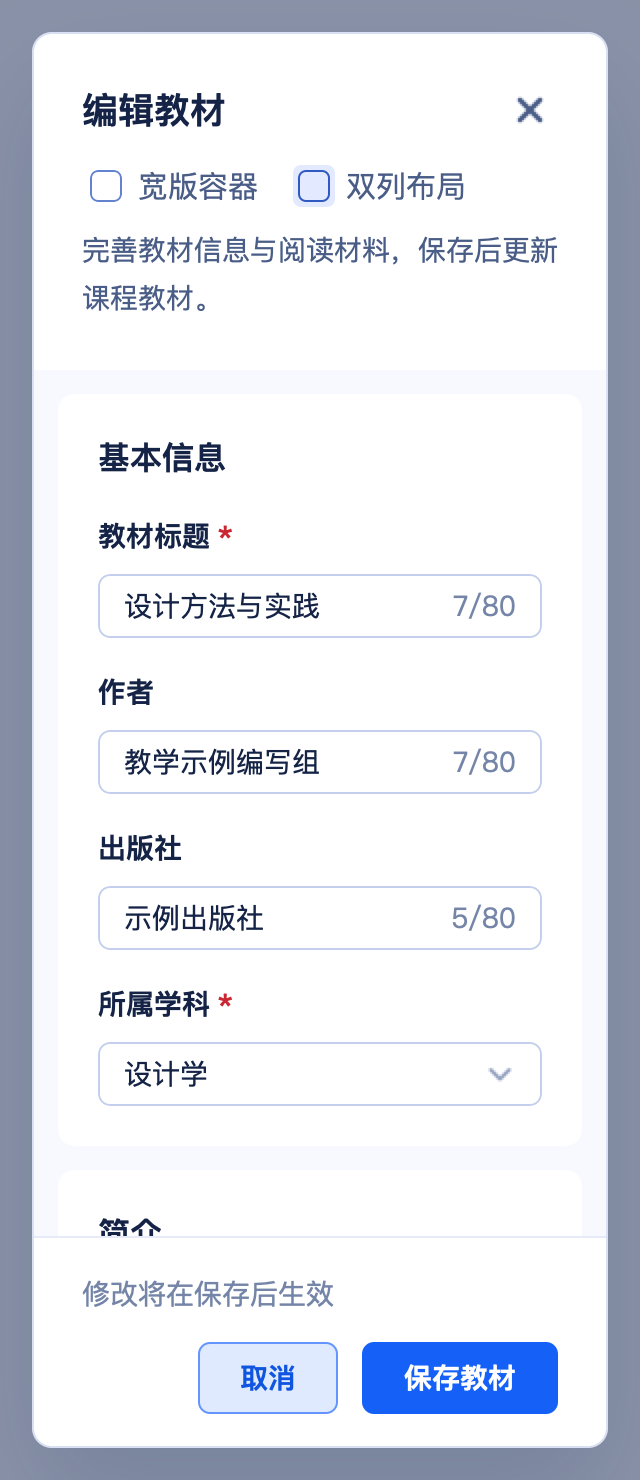 编辑教材
宽版容器 双列布局
完善教材信息与阅读材料，保存后更新
课程教材。
基本信息
教材标题 *
设计方法与实践 7/80
作者
教学示例编写组 7/80
出版社
示例出版社 5/80
所属学科 *
设计学
简介
修改将在保存后生效
取消 保存教材